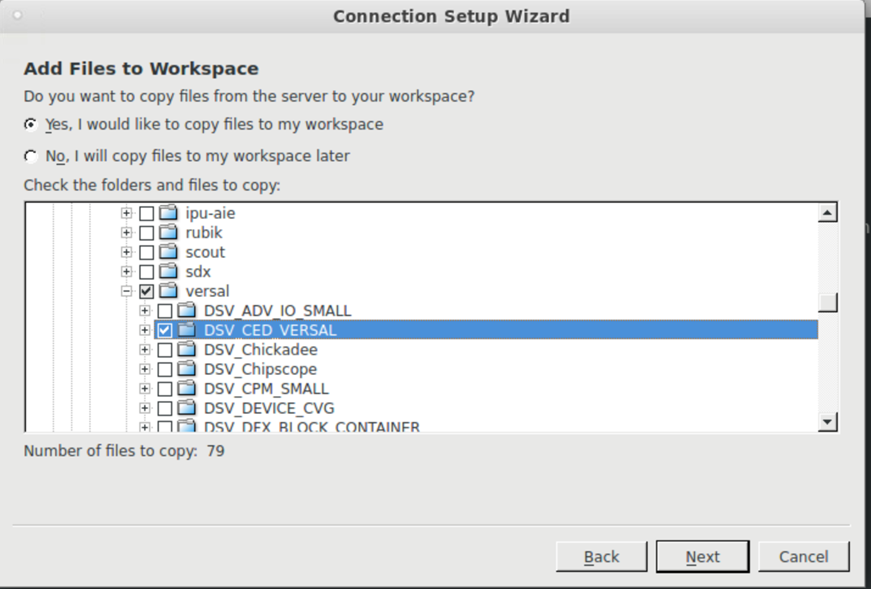 Connection Setup Wizard
Add Files to Workspace
Do you want to copy files from the server to your workspace?
Yes, I would like to copy files to my workspace
No, I will copy files to my workspace later
Check the folders and files to copy:
ipu-aie
rubik
scout
sdx
versal
DSV_ADV_IO_SMALL
DSV_CED_VERSAL
DSV_Chickadee
DSV_Chipscope
DSV_CPM_SMALL
DSV_DEVICE_CVG
DSV_DFX_BLOCK_CONTAINER
Number of files to copy: 79
Back Next Cancel